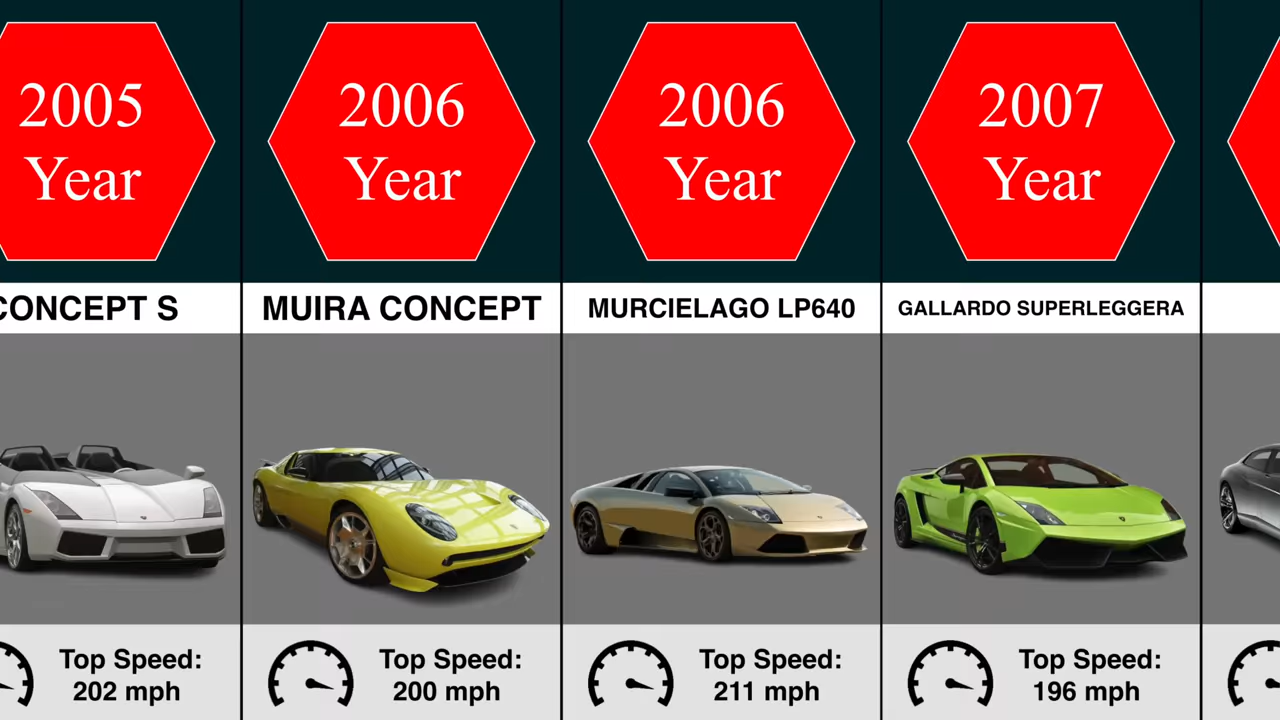 2005
Year
CONCEPT S
Top Speed:
202 mph
2006
Year
MUIRA CONCEPT
Top Speed:
200 mph
2006
Year
MURCIELAGO LP640
Top Speed:
211 mph
2007
Year
GALLARDO SUPERLEGGERA
Top Speed:
196 mph